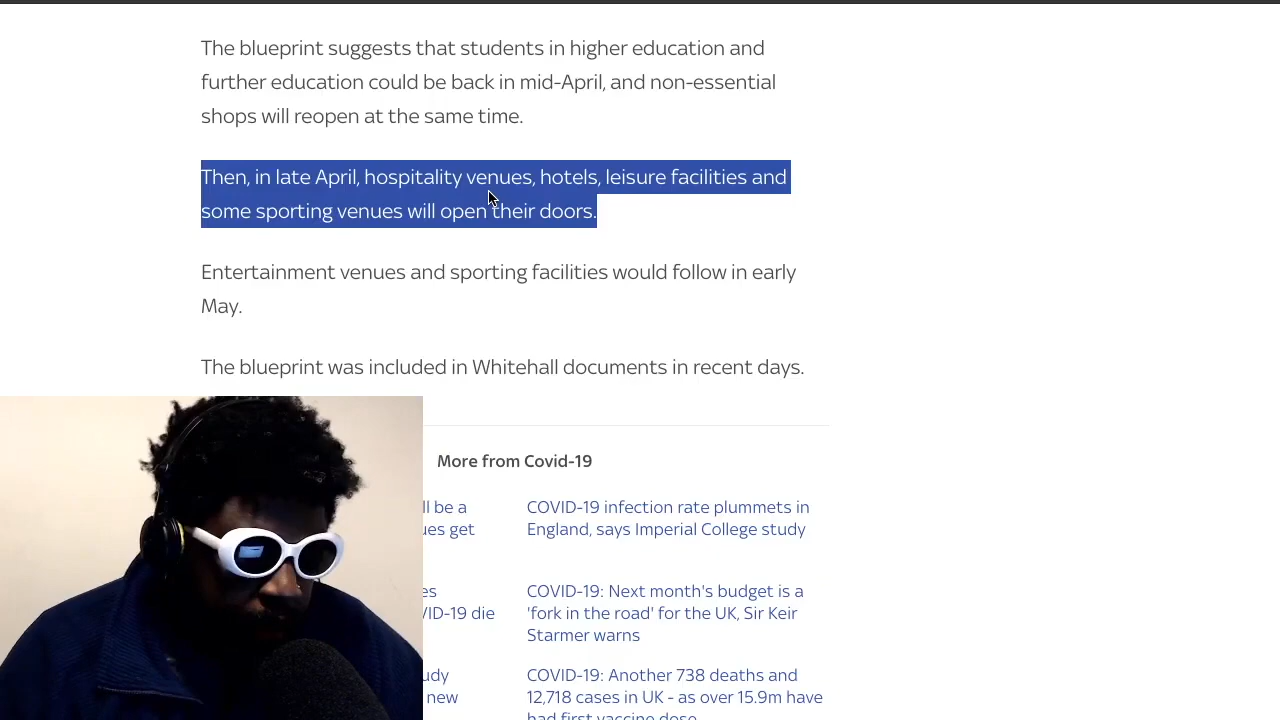 The blueprint suggests that students in higher education and
further education could be back in mid-April, and non-essential
shops will reopen at the same time.
Then, in late April, hospitality venues, hotels, leisure facilities and
some sporting venues will open their doors.
Entertainment venues and sporting facilities would follow in early
May.
The blueprint was included in Whitehall documents in recent days.
More from Covid-19
ll be a
ues get
es
VID-19 die
udy
new
COVID-19 infection rate plummets in
England, says Imperial College study
COVID-19: Next month's budget is a
'fork in the road' for the UK, Sir Keir
Starmer warns
COVID-19: Another 738 deaths and
12,718 cases in UK - as over 15.9m have
had first vaccine dose